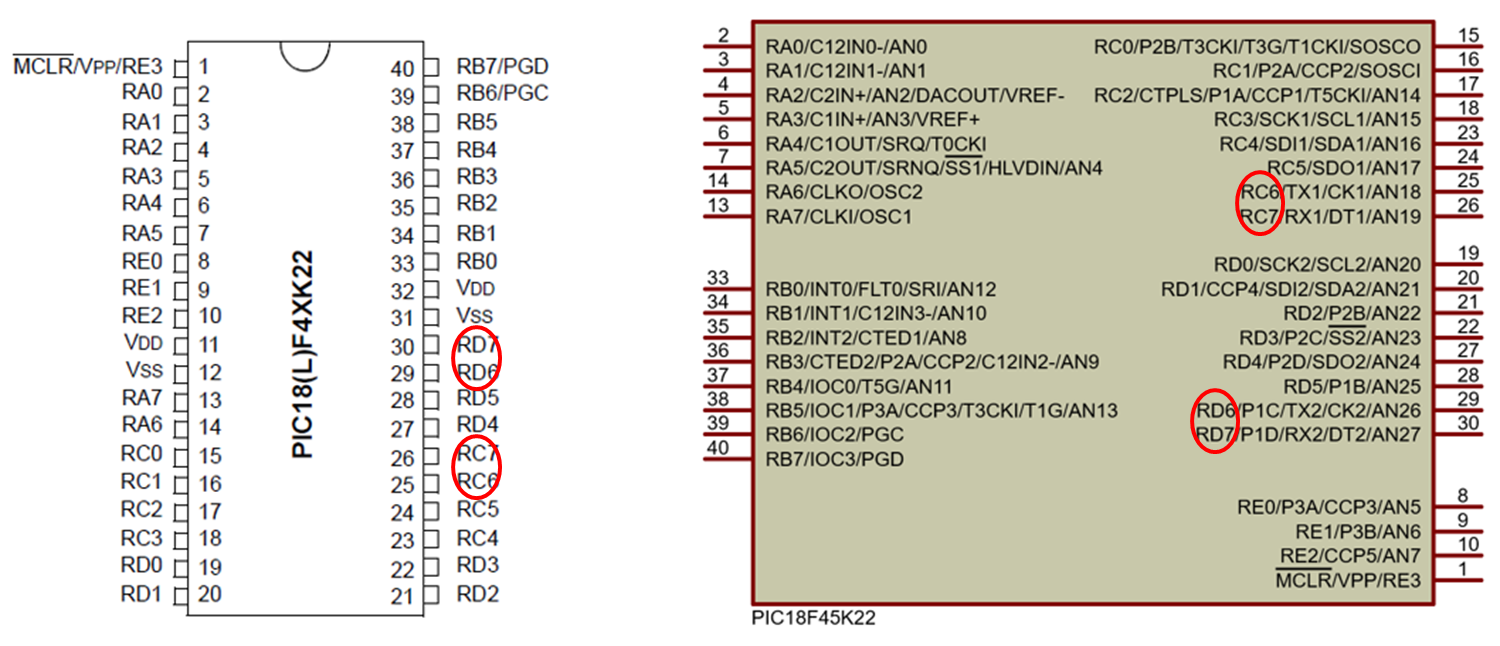 MCLR/VPP/RE3 1 40 RB7/PGD
RA0 2 39 RB6/PGC
RA1 3 38 RB5
RA2 4 37 RB4
RA3 5 36 RB3
RA4 6 35 RB2
RA5 7 34 RB1
RE0 8 33 RB0
RE1 9 32 VDD
RE2 10 31 VSS
VDD 11 30 RD7
VSS 12 29 RD6
RA7 13 28 RD5
RA6 14 27 RD4
RC0 15 26 RC7
RC1 16 25 RC6
RC2 17 24 RC5
RC3 18 23 RC4
RD0 19 22 RD3
RD1 20 21 RD2
PIC18(L)F4XK22
2 RA0/C12IN0-/AN0
3 RA1/C12IN1-/AN1
4 RA2/C2IN+/AN2/DACOUT/VREF-
5 RA3/C1IN+/AN3/VREF+
6 RA4/C1OUT/SRQ/T0CKI
7 RA5/C2OUT/SRNQ/SS1/HLVDIN/AN4
14 RA6/CLKO/OSC2
13 RA7/CLKI/OSC1
33 RB0/INT0/FLT0/SRI/AN12
34 RB1/INT1/C12IN3-/AN10
35 RB2/INT2/CTED1/AN8
36 RB3/CTED2/P2A/CCP2/C12IN2-/AN9
37 RB4/IOC0/T5G/AN11
38 RB5/IOC1/P3A/CCP3/T3CKI/T1G/AN13
39 RB6/IOC2/PGC
40 RB7/IOC3/PGD
RC0/P2B/T3CKI/T3G/T1CKI/SOSCO 15
RC1/P2A/CCP2/SOSCI 16
RC2/CTPLS/P1A/CCP1/T5CKI/AN14 17
RC3/SCK1/SCL1/AN15 18
RC4/SDI1/SDA1/AN16 23
RC5/SDO1/AN17 24
RC6/TX1/CK1/AN18 25
RC7/RX1/DT1/AN19 26
RD0/SCK2/SCL2/AN20 19
RD1/CCP4/SDI2/SDA2/AN21 20
RD2/P2B/AN22 21
RD3/P2C/SS2/AN23 22
RD4/P2D/SDO2/AN24 27
RD5/P1B/AN25 28
RD6/P1C/TX2/CK2/AN26 29
RD7/P1D/RX2/DT2/AN27 30
RE0/P3A/CCP3/AN5 8
RE1/P3B/AN6 9
RE2/CCP5/AN7 10
MCLR/VPP/RE3 1
PIC18F45K22